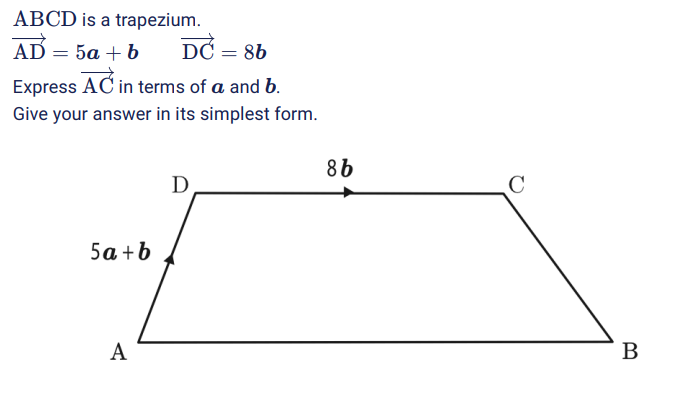 ABCD is a trapezium.
AD = 5a + b DC = 8b
Express AC in terms of a and b.
Give your answer in its simplest form.
8b
D
C
5a + b
A
B